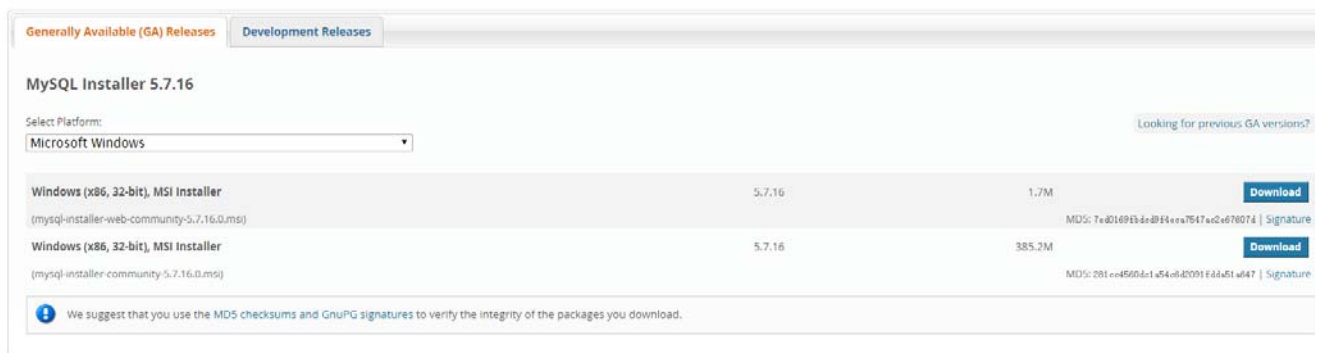 Generally Available (GA) Releases
Development Releases
MySQL Installer 5.7.16
Select Platform:
Looking for previous GA versions?
Microsoft Windows
Windows (x86, 32-bit), MSI Installer 5.7.16 1.7M Download
(mysql-installer-web-community-5.7.16.0.msi) MD5: | Signature
Windows (x86, 32-bit), MSI Installer 5.7.16 385.2M Download
(mysql-installer-community-5.7.16.0.msi) MD5: | Signature
We suggest that you use the MD5 checksums and GnuPG signatures to verify the integrity of the packages you download.